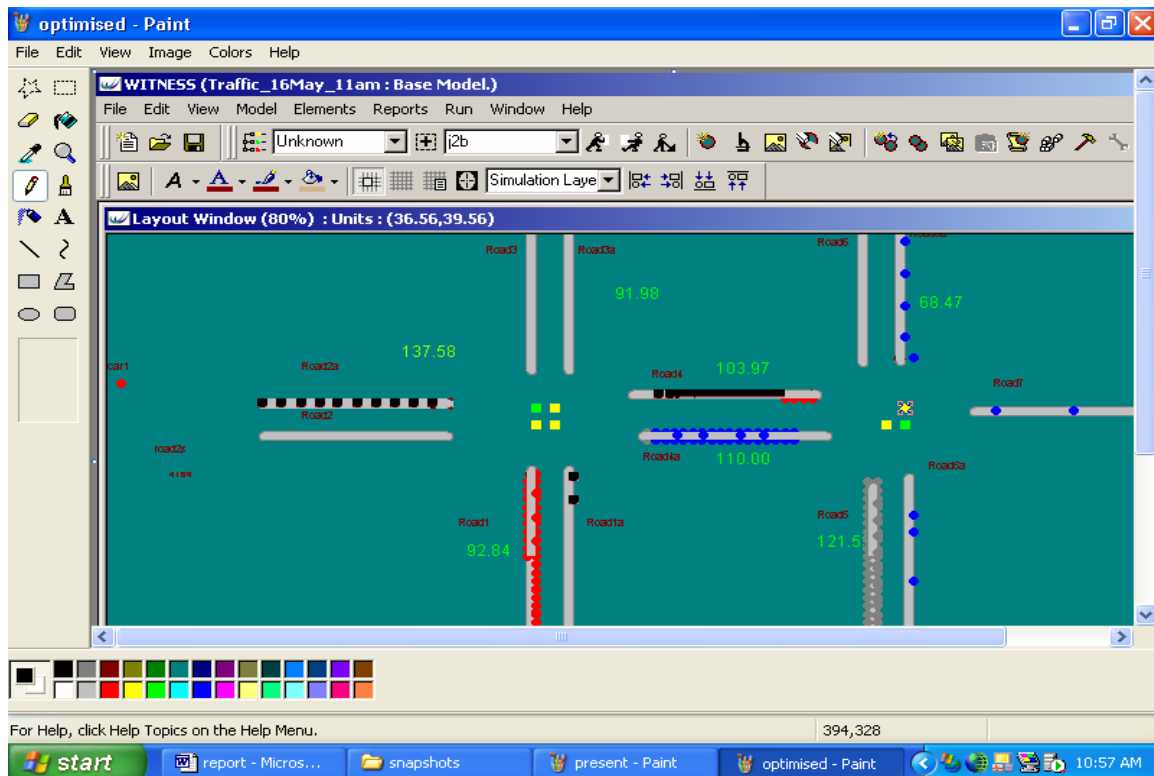 optimised - Paint
File Edit View Image Colors Help
WITNESS (Traffic_16May_11am : Base Model.)
File Edit View Model Elements Reports Run Window Help
Unknown j2b
A A Simulation Laye
Layout Window (80%) : Units : (36.56,39.56)
Road3 Road3a Road6
91.98 68.47
137.58
car1 Road2a Road4 103.97 Road7
Road2
road2s Road4a 110.00 Road5a
Road1 Road1a Road5
92.84 121.5
For Help, click Help Topics on the Help Menu. 394,328
start report - Micros... snapshots present - Paint optimised - Paint 10:57 AM